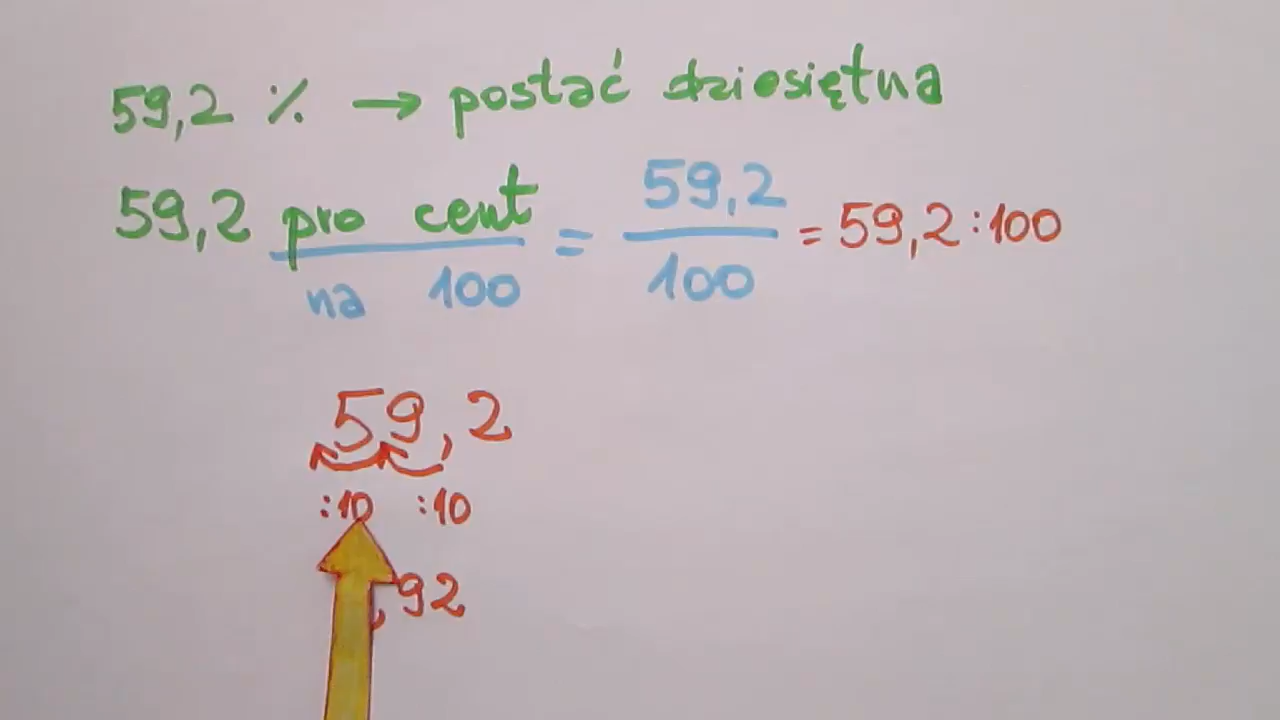 59,2 % → postać dziesiętna
59,2 pro cent = 59,2/100 = 59,2:100
na 100
59,2
:10 :10
,92